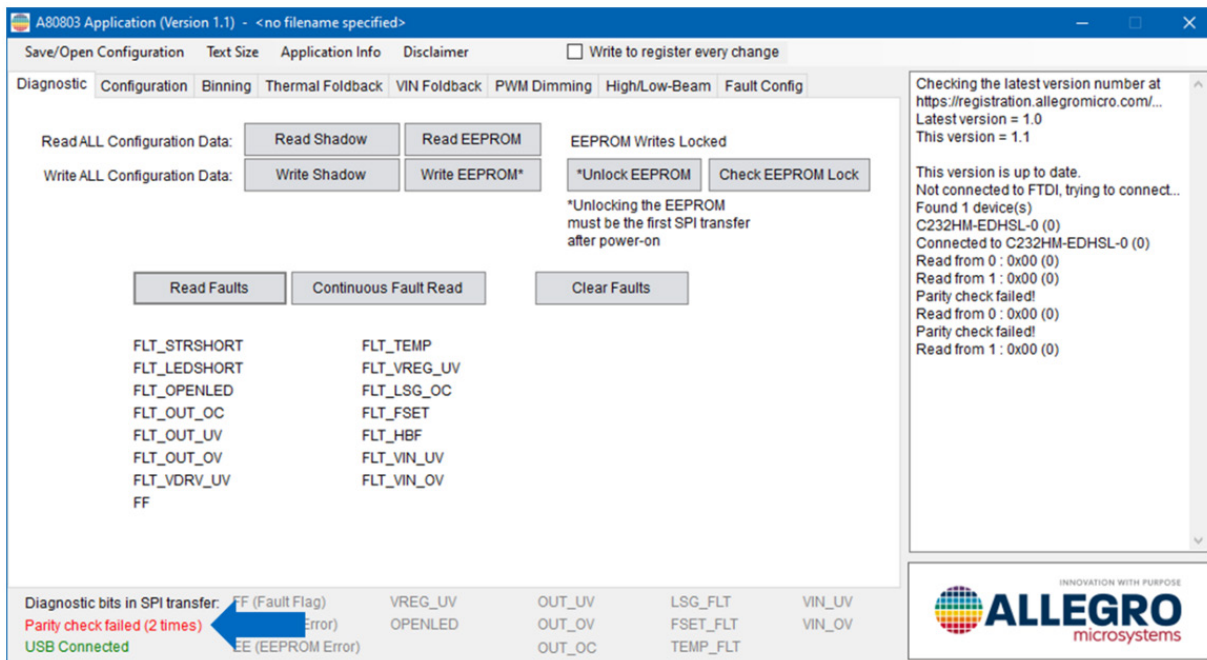 A80803 Application (Version 1.1) - <no filename specified>
Save/Open Configuration Text Size Application Info Disclaimer Write to register every change
Diagnostic Configuration Binning Thermal Foldback VIN Foldback PWM Dimming High/Low-Beam Fault Config
Read ALL Configuration Data: Read Shadow Read EEPROM EEPROM Writes Locked
Write ALL Configuration Data: Write Shadow Write EEPROM* *Unlock EEPROM Check EEPROM Lock
*Unlocking the EEPROM
must be the first SPI transfer
after power-on
Read Faults Continuous Fault Read Clear Faults
FLT_STRSHORT FLT_TEMP
FLT_LEDSHORT FLT_VREG_UV
FLT_OPENLED FLT_LSG_OC
FLT_OUT_OC FLT_FSET
FLT_OUT_UV FLT_HBF
FLT_OUT_OV FLT_VIN_UV
FLT_VDRV_UV FLT_VIN_OV
FF
Checking the latest version number at
https://registration.allegromicro.com/...
Latest version = 1.0
This version = 1.1
This version is up to date.
Not connected to FTDI, trying to connect...
Found 1 device(s)
C232HM-EDHSL-0 (0)
Connected to C232HM-EDHSL-0 (0)
Read from 0 : 0x00 (0)
Read from 1 : 0x00 (0)
Parity check failed!
Read from 0 : 0x00 (0)
Parity check failed!
Read from 1 : 0x00 (0)
Diagnostic bits in SPI transfer: FF (Fault Flag) VREG_UV OUT_UV LSG_FLT VIN_UV
Parity check failed (2 times) Error) OPENLED OUT_OV FSET_FLT VIN_OV
USB Connected EE (EEPROM Error) OUT_OC TEMP_FLT
INNOVATION WITH PURPOSE
ALLEGRO
microsystems